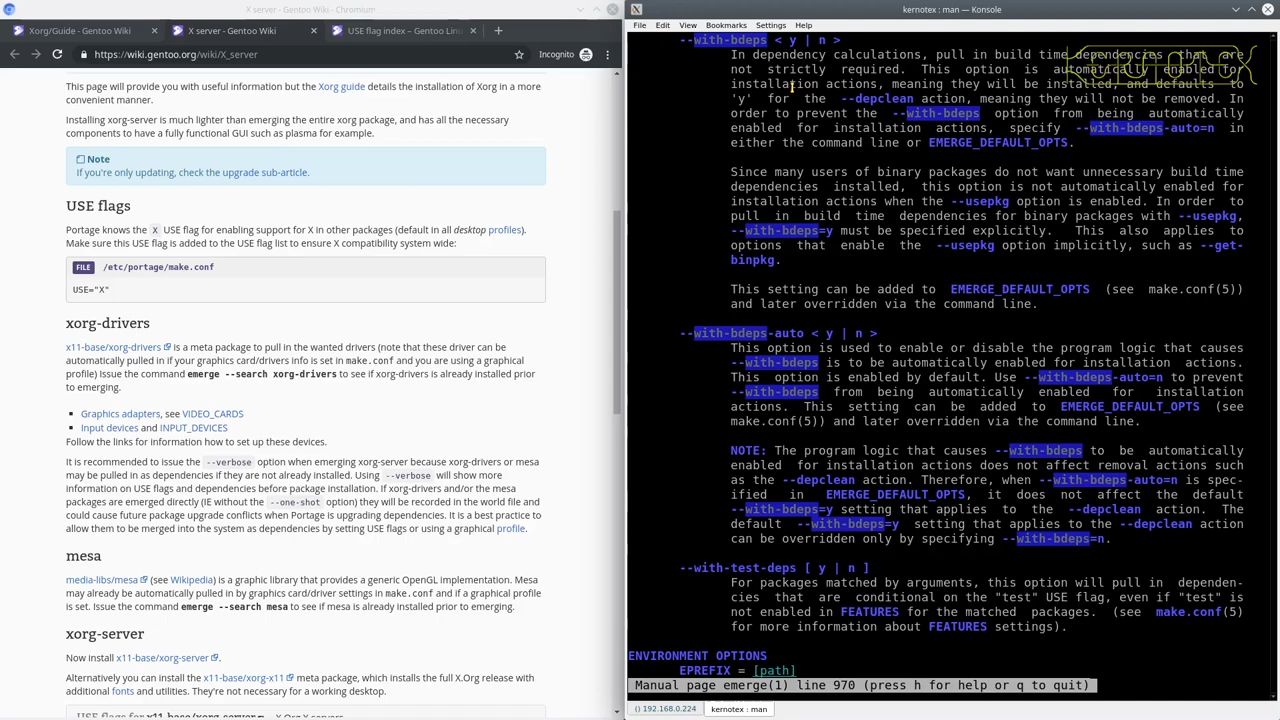 X server - Gentoo Wiki - Chromium
Xorg/Guide - Gentoo Wiki
X server - Gentoo Wiki
USE flag index – Gentoo Lin
https://wiki.gentoo.org/wiki/X_server
Incognito
This page will provide you with useful information but the Xorg guide details the installation of Xorg in a more
convenient manner.
Installing xorg-server is much lighter than emerging the entire xorg package, and has all the necessary
components to have a fully functional GUI such as plasma for example.
Note
If you're only updating, check the upgrade sub-article.
USE flags
Portage knows the X USE flag for enabling support for X in other packages (default in all desktop profiles).
Make sure this USE flag is added to the USE flag list to ensure X compatibility system wide:
FILE /etc/portage/make.conf
USE="X"
xorg-drivers
x11-base/xorg-drivers is a meta package to pull in the wanted drivers (note that these driver can be
automatically pulled in if your graphics card/drivers info is set in make.conf and you are using a graphical
profile) Issue the command emerge --search xorg-drivers to see if xorg-drivers is already installed prior
to emerging.
Graphics adapters, see VIDEO_CARDS
Input devices and INPUT_DEVICES
Follow the links for information how to set up these devices.
It is recommended to issue the --verbose option when emerging xorg-server because xorg-drivers or mesa
may be pulled in as dependencies if they are not already installed. Using --verbose will show more
information on USE flags and dependencies before package installation. If xorg-drivers and/or the mesa
packages are emerged directly (IE without the --one-shot option) they will be recorded in the world file and
could cause future package upgrade conflicts when Portage is upgrading dependencies. It is a best practice to
allow them to be merged into the system as dependencies by setting USE flags or using a graphical profile.
mesa
media-libs/mesa (see Wikipedia) is a graphic library that provides a generic OpenGL implementation. Mesa
may already be automatically pulled in by graphics card/driver settings in make.conf and if a graphical profile
is set. Issue the command emerge --search mesa to see if mesa is already installed prior to emerging.
xorg-server
Now install x11-base/xorg-server.
Alternatively you can install the x11-base/xorg-x11 meta package, which installs the full X.Org release with
additional fonts and utilities. They're not necessary for a working desktop.
USE flags for x11-base/xorg-server X.Org X servers
kernotex : man — Konsole
File Edit View Bookmarks Settings Help
KERNOTEX
--with-bdeps < y | n >
In dependency calculations, pull in build time dependencies that are
not strictly required. This option is automatically enabled for
installation actions, meaning they will be installed, and defaults to
'y' for the --depclean action, meaning they will not be removed. In
order to prevent the --with-bdeps option from being automatically
enabled for installation actions, specify --with-bdeps-auto=n in
either the command line or EMERGE_DEFAULT_OPTS.
Since many users of binary packages do not want unnecessary build time
dependencies installed, this option is not automatically enabled for
installation actions when the --usepkg option is enabled. In order to
pull in build time dependencies for binary packages with --usepkg,
--with-bdeps=y must be specified explicitly. This also applies to
options that enable the --usepkg option implicitly, such as --get-
binpkg.
This setting can be added to EMERGE_DEFAULT_OPTS (see make.conf(5))
and later overridden via the command line.
--with-bdeps-auto < y | n >
This option is used to enable or disable the program logic that causes
--with-bdeps is to be automatically enabled for installation actions.
This option is enabled by default. Use --with-bdeps-auto=n to prevent
--with-bdeps from being automatically enabled for installation
actions. This setting can be added to EMERGE_DEFAULT_OPTS (see
make.conf(5)) and later overridden via the command line.
NOTE: The program logic that causes --with-bdeps to be automatically
enabled for installation actions does not affect removal actions such
as the --depclean action. Therefore, when --with-bdeps-auto=n is spec-
ified in EMERGE_DEFAULT_OPTS, it does not affect the default
--with-bdeps=y setting that applies to the --depclean action. The
default --with-bdeps=y setting that applies to the --depclean action
can be overridden only by specifying --with-bdeps=n.
--with-test-deps [ y | n ]
For packages matched by arguments, this option will pull in dependen-
cies that are conditional on the "test" USE flag, even if "test" is
not enabled in FEATURES for the matched packages. (see make.conf(5)
for more information about FEATURES settings).
ENVIRONMENT OPTIONS
EPREFIX = [path]
Manual page emerge(1) line 970 (press h for help or q to quit)
() 192.168.0.224
kernotex : man